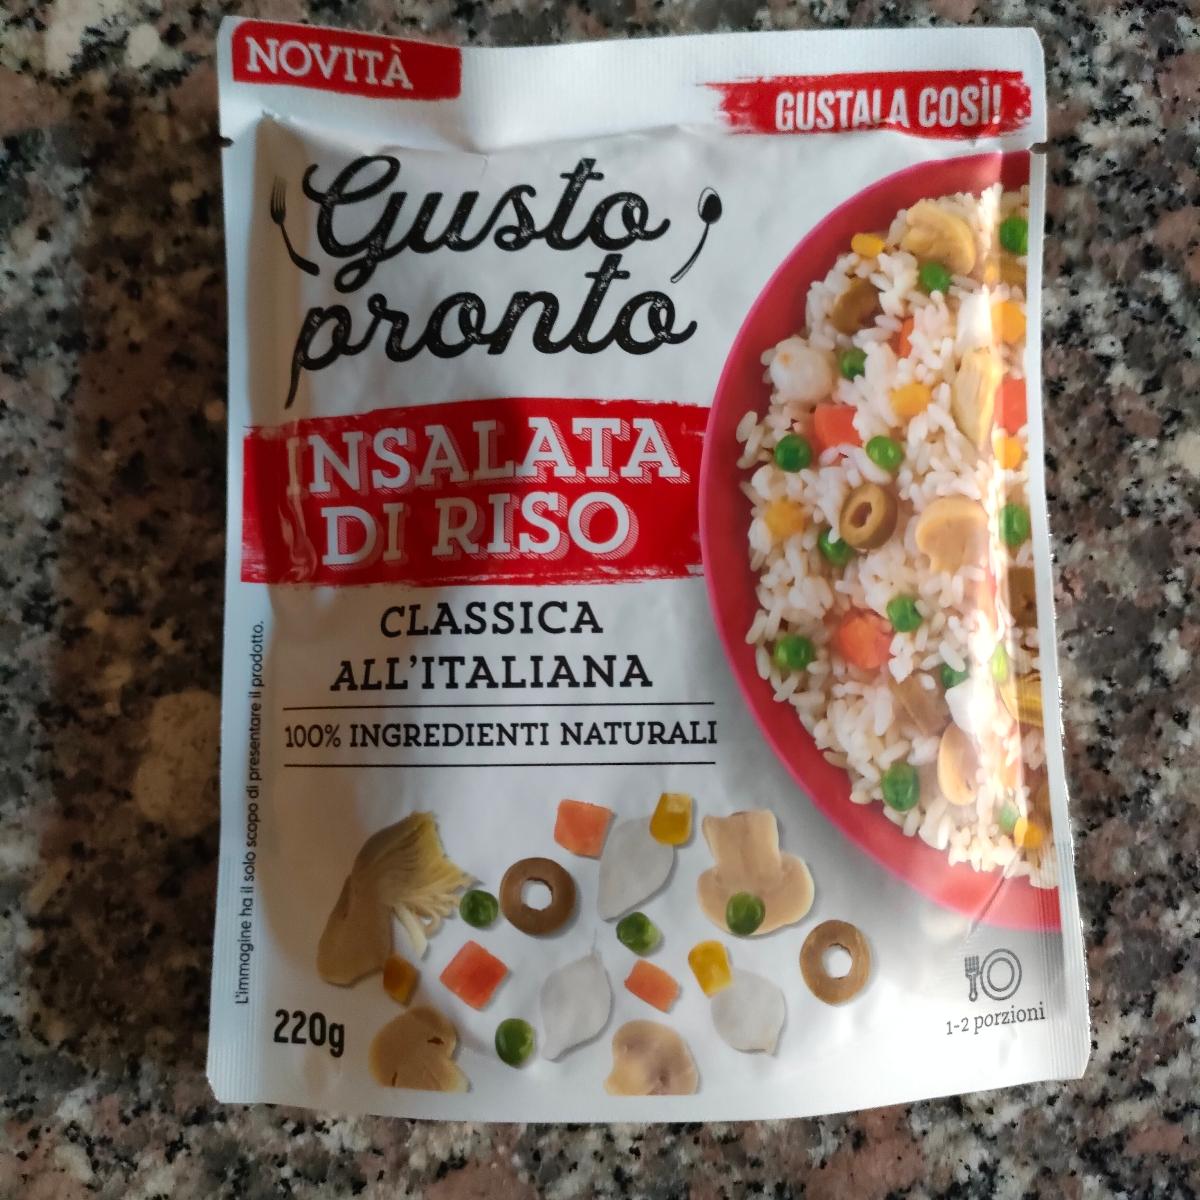 NOVITÀ
GUSTALA COSÌ!
Gusto
pronto
INSALATA
DI RISO
CLASSICA
ALL'ITALIANA
100% INGREDIENTI NATURALI
L'immagine ha il solo scopo di presentare il prodotto.
220g
1-2 porzioni